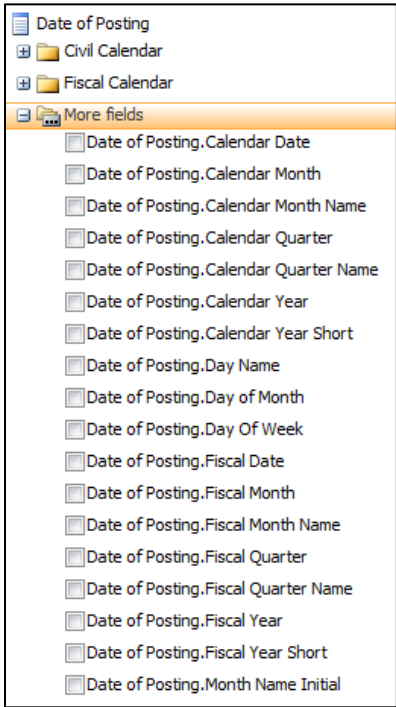 Date of Posting
Civil Calendar
Fiscal Calendar
More fields
Date of Posting.Calendar Date
Date of Posting.Calendar Month
Date of Posting.Calendar Month Name
Date of Posting.Calendar Quarter
Date of Posting.Calendar Quarter Name
Date of Posting.Calendar Year
Date of Posting.Calendar Year Short
Date of Posting.Day Name
Date of Posting.Day of Month
Date of Posting.Day Of Week
Date of Posting.Fiscal Date
Date of Posting.Fiscal Month
Date of Posting.Fiscal Month Name
Date of Posting.Fiscal Quarter
Date of Posting.Fiscal Quarter Name
Date of Posting.Fiscal Year
Date of Posting.Fiscal Year Short
Date of Posting.Month Name Initial